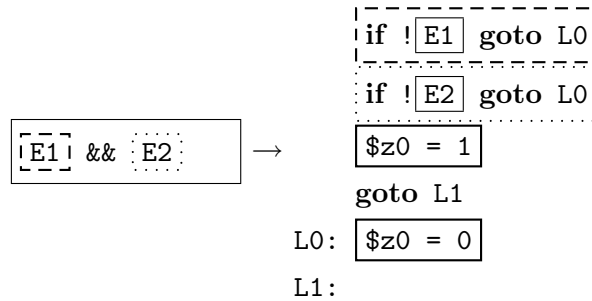 if !E1 goto L0
if !E2 goto L0
E1 && E2 → $z0 = 1
goto L1
L0: $z0 = 0
L1: